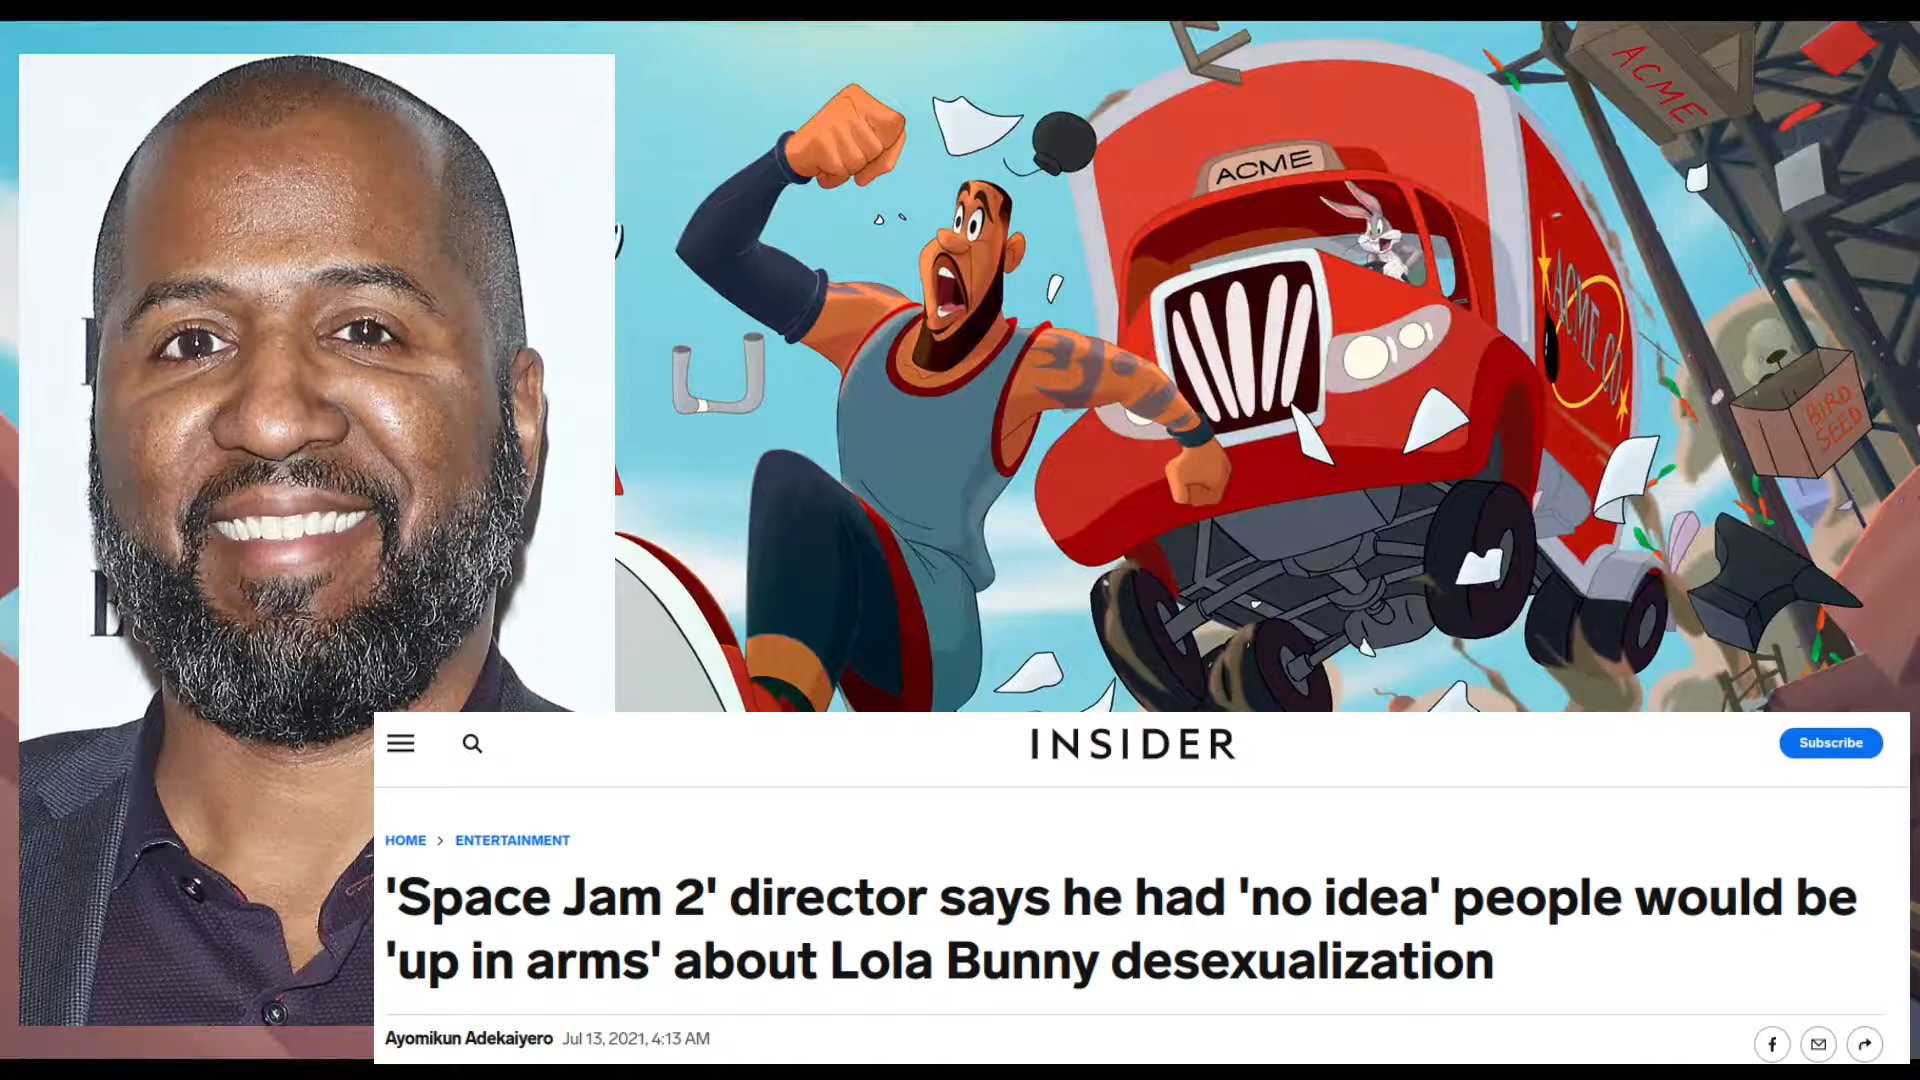 ACME
ACME
ACME CO
BIRD
SEED
INSIDER
Subscribe
HOME > ENTERTAINMENT
'Space Jam 2' director says he had 'no idea' people would be
'up in arms' about Lola Bunny desexualization
Ayomikun Adekaiyero Jul 13, 2021, 4:13 AM